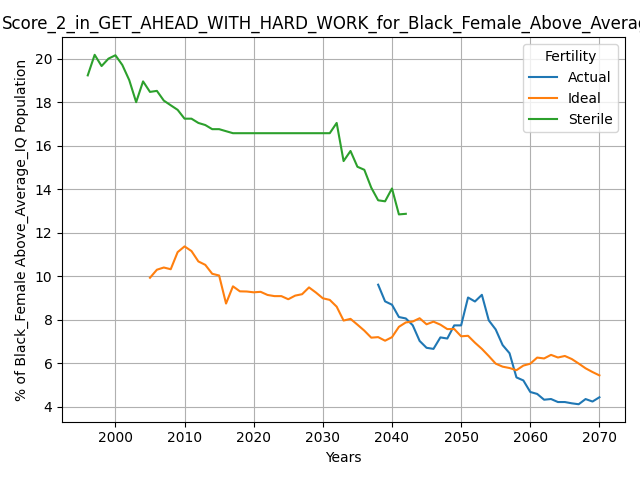 Score_2_in_GET_AHEAD_WITH_HARD_WORK_for_Black_Female_Above_Avera
% of Black_Female Above_Average_IQ Population
Fertility
Actual
Ideal
Sterile
20
18
16
14
12
10
8
6
4
2000 2010 2020 2030 2040 2050 2060 2070
Years